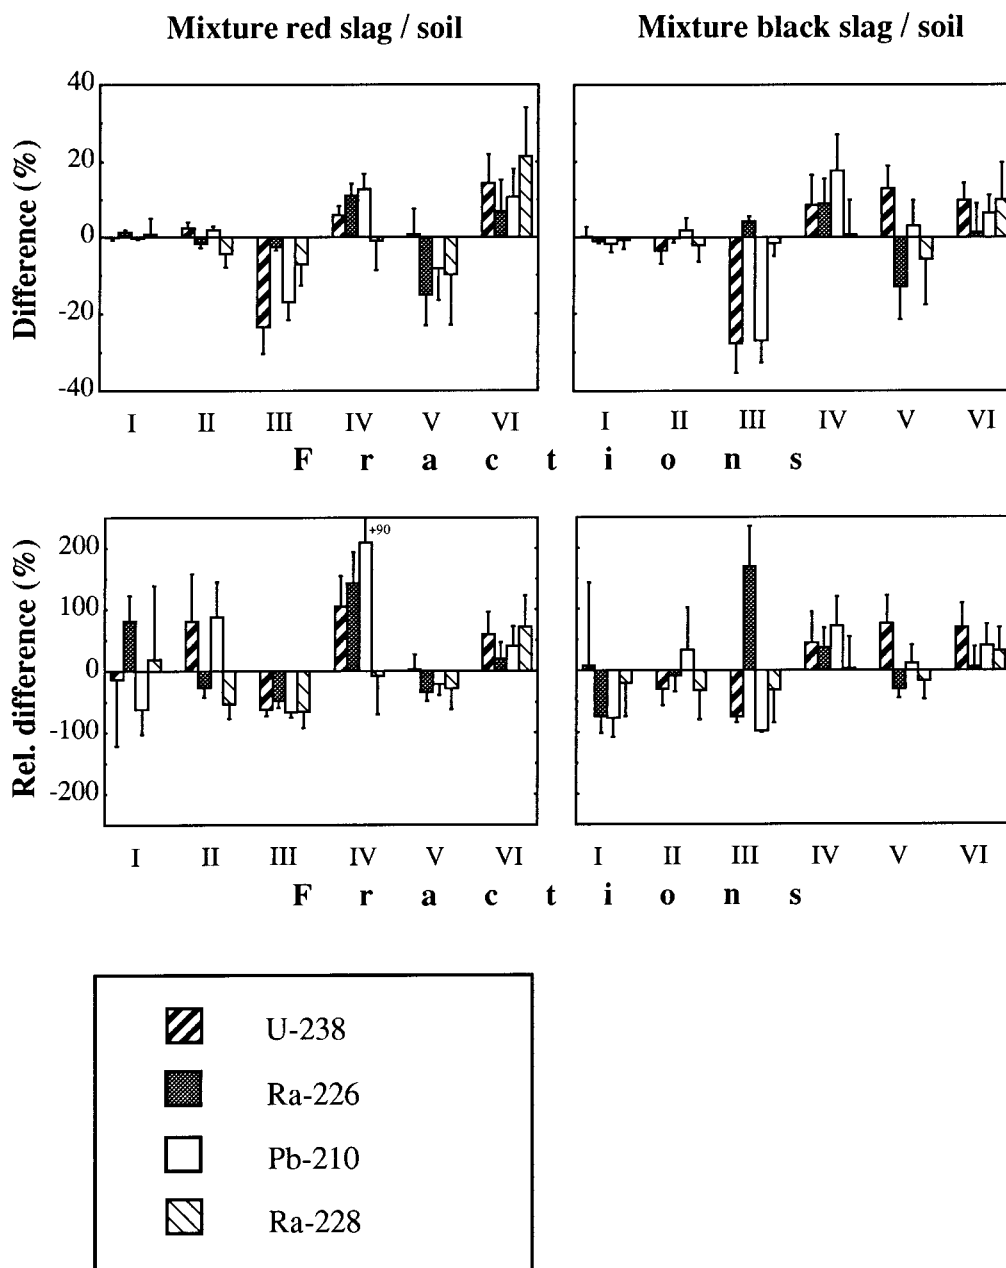 Mixture red slag / soil
Mixture black slag / soil
Difference (%)
40
20
0
-20
-40
I II III IV V VI
I II III IV V VI
F r a c t i o n s
Rel. difference (%)
200
100
0
-100
-200
+90
I II III IV V VI
I II III IV V VI
F r a c t i o n s
U-238
Ra-226
Pb-210
Ra-228